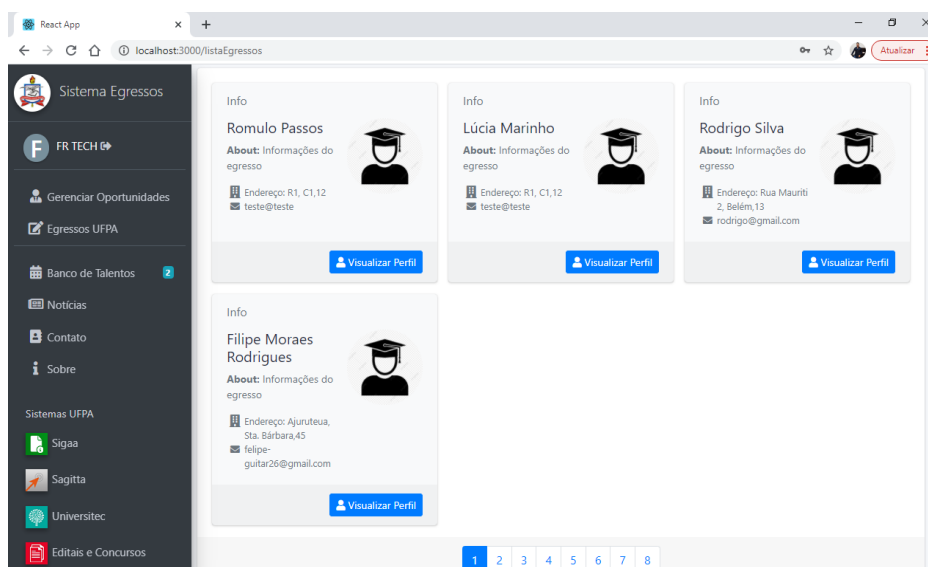 React App
localhost:3000/listaEgressos
Atualizar
Sistema Egressos
F
FR TECH
Gerenciar Oportunidades
Egressos UFPA
Banco de Talentos 2
Notícias
Contato
Sobre
Sistemas UFPA
Sigaa
Sagitta
Universitec
Editais e Concursos
Info
Romulo Passos
About: Informações do
egresso
Endereço: R1, C1,12
teste@teste
Visualizar Perfil
Info
Lúcia Marinho
About: Informações do
egresso
Endereço: R1, C1,12
teste@teste
Visualizar Perfil
Info
Rodrigo Silva
About: Informações do
egresso
Endereço: Rua Mauriti
2, Belém,13
rodrigo@gmail.com
Visualizar Perfil
Info
Filipe Moraes
Rodrigues
About: Informações do
egresso
Endereço: Ajuruteua,
Sta. Bárbara,45
felipe-
guitar26@gmail.com
Visualizar Perfil
1 2 3 4 5 6 7 8